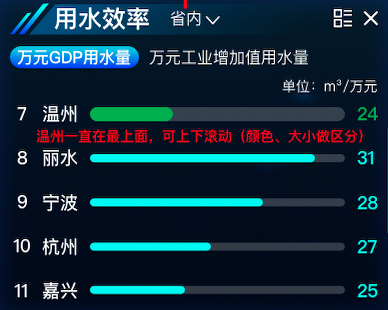 用水效率 省内
万元GDP用水量 万元工业增加值用水量
单位：m³/万元
7 温州 24
温州一直在最上面，可上下滚动（颜色、大小做区分）
8 丽水 31
9 宁波 28
10 杭州 27
11 嘉兴 25